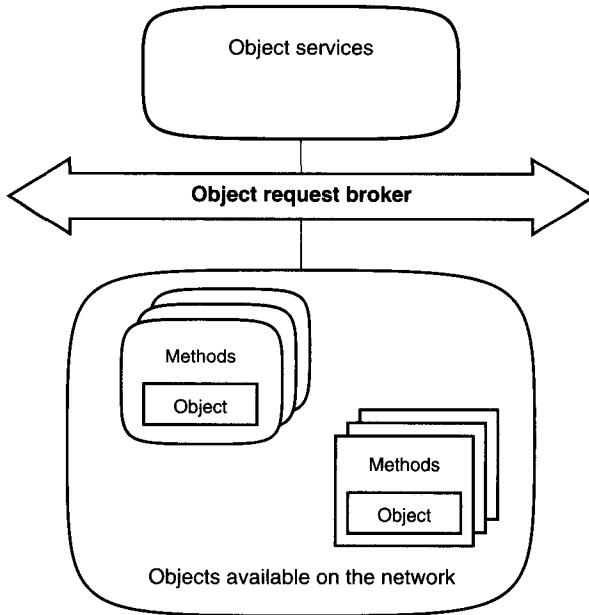 Object services
Object request broker
Methods
Object
Methods
Object
Objects available on the network